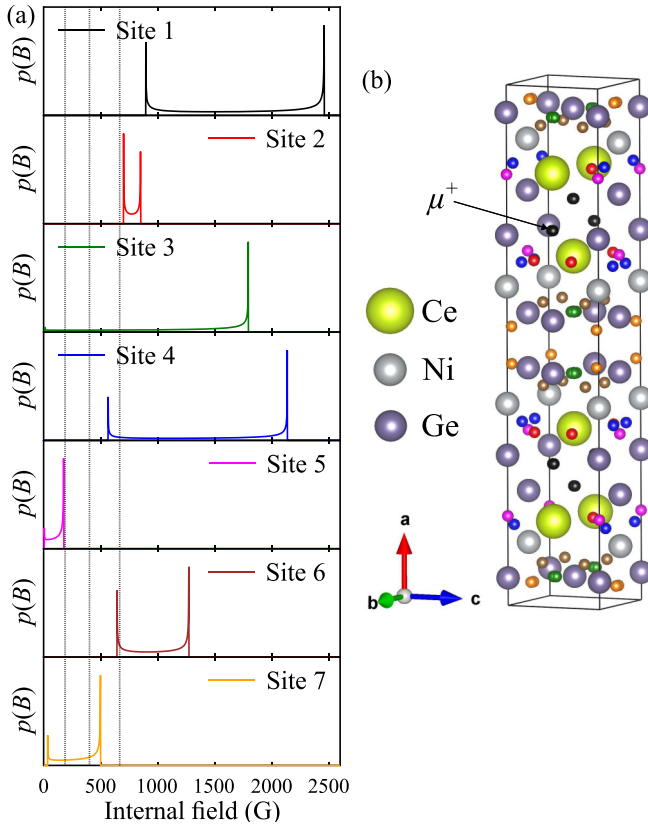 (a)
p(B)
Site 1
p(B)
Site 2
p(B)
Site 3
p(B)
Site 4
p(B)
Site 5
p(B)
Site 6
p(B)
Site 7
0 500 1000 1500 2000 2500
Internal field (G)
(b)
μ⁺
Ce
Ni
Ge
a
b
c